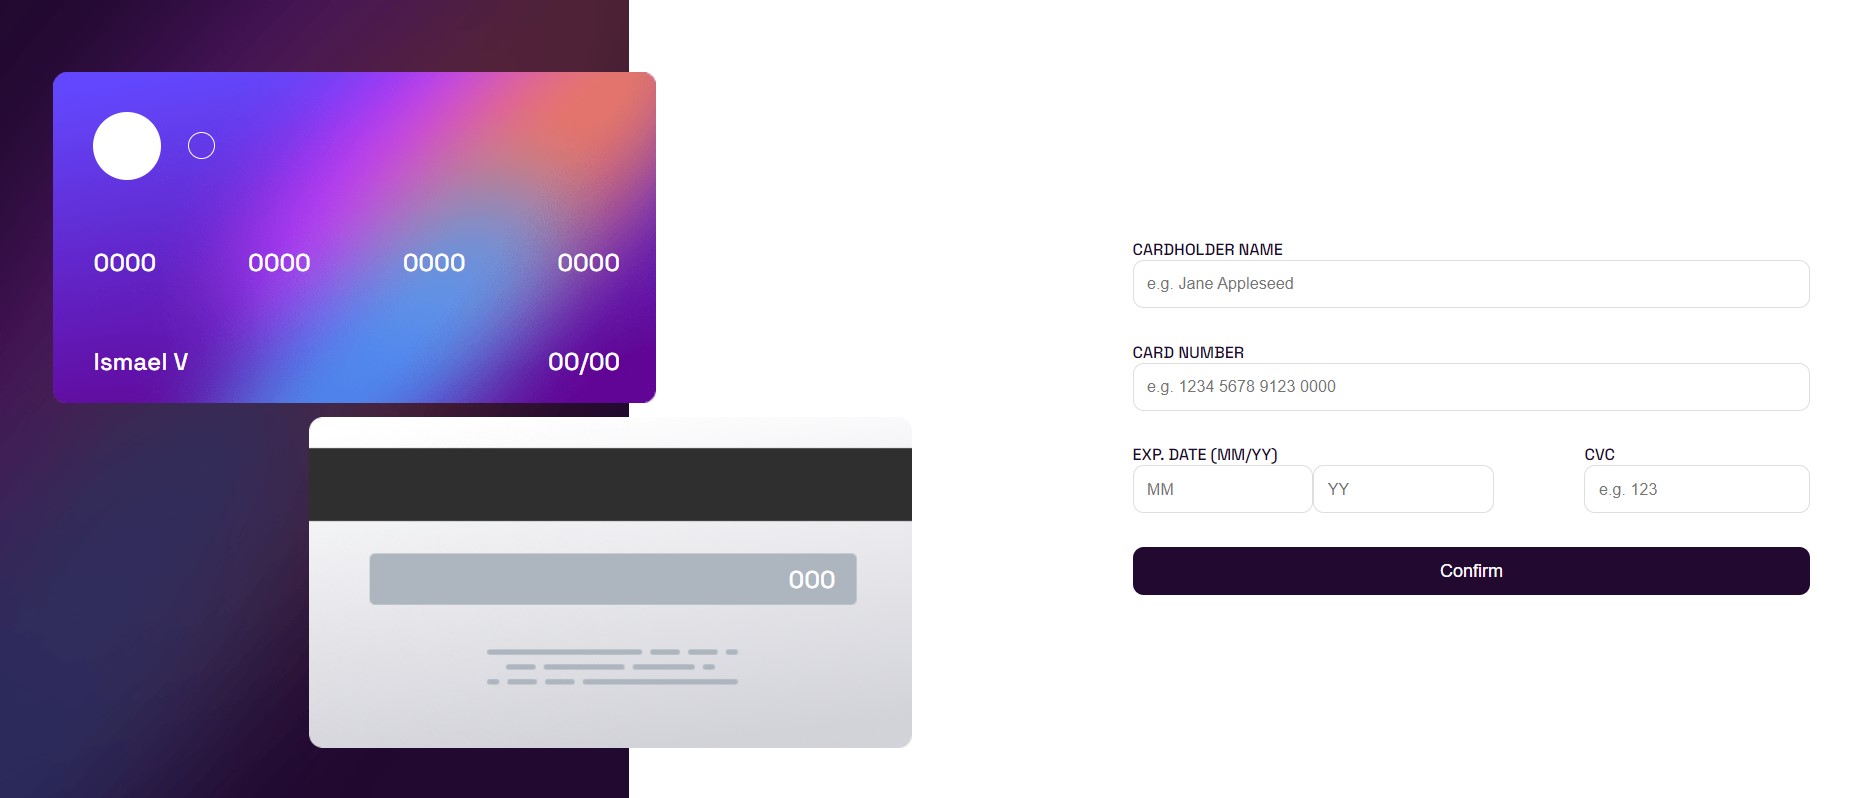 0000 0000 0000 0000
Ismael V 00/00
000
CARDHOLDER NAME
e.g. Jane Appleseed
CARD NUMBER
e.g. 1234 5678 9123 0000
EXP. DATE (MM/YY) CVC
MM YY e.g. 123
Confirm